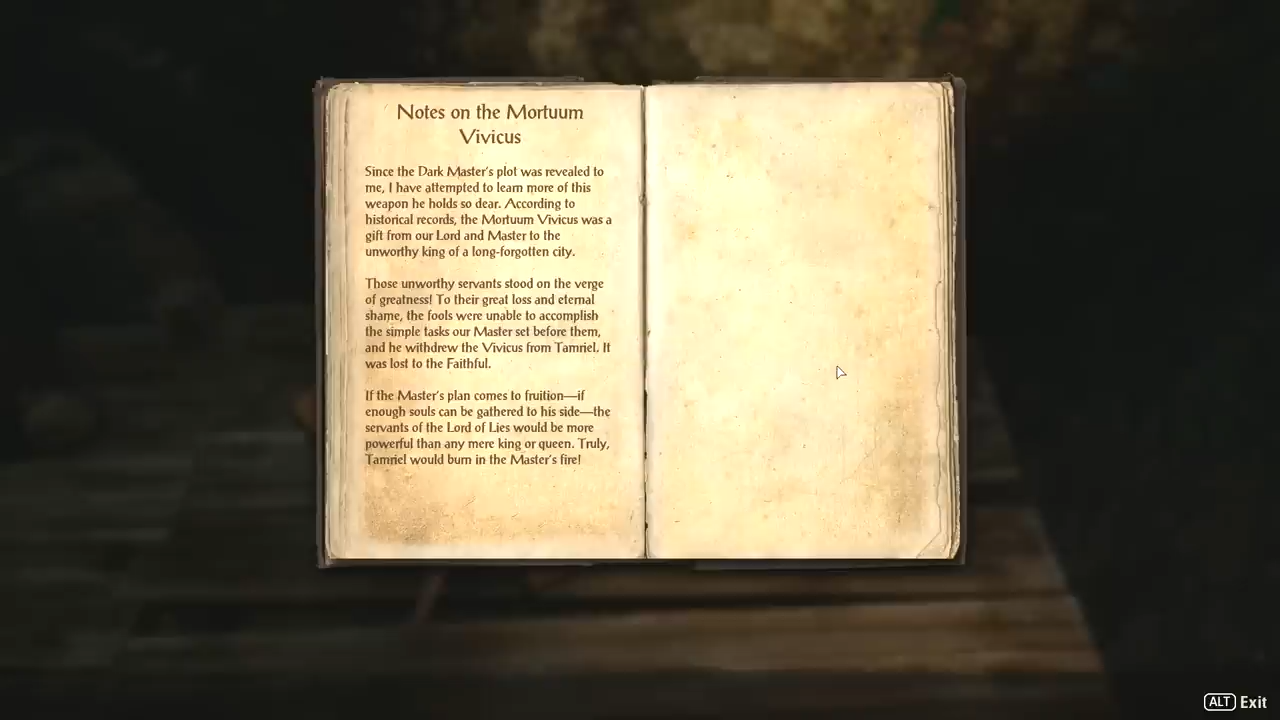 Notes on the Mortuum
Vivicus
Since the Dark Master's plot was revealed to
me, I have attempted to learn more of this
weapon he holds so dear. According to
historical records, the Mortuum Vivicus was a
gift from our Lord and Master to the
unworthy king of a long-forgotten city.
Those unworthy servants stood on the verge
of greatness! To their great loss and eternal
shame, the fools were unable to accomplish
the simple tasks our Master set before them,
and he withdrew the Vivicus from Tamriel. It
was lost to the Faithful.
If the Master's plan comes to fruition—if
enough souls can be gathered to his side—the
servants of the Lord of Lies would be more
powerful than any mere king or queen. Truly,
Tamriel would burn in the Master's fire!
ALT Exit